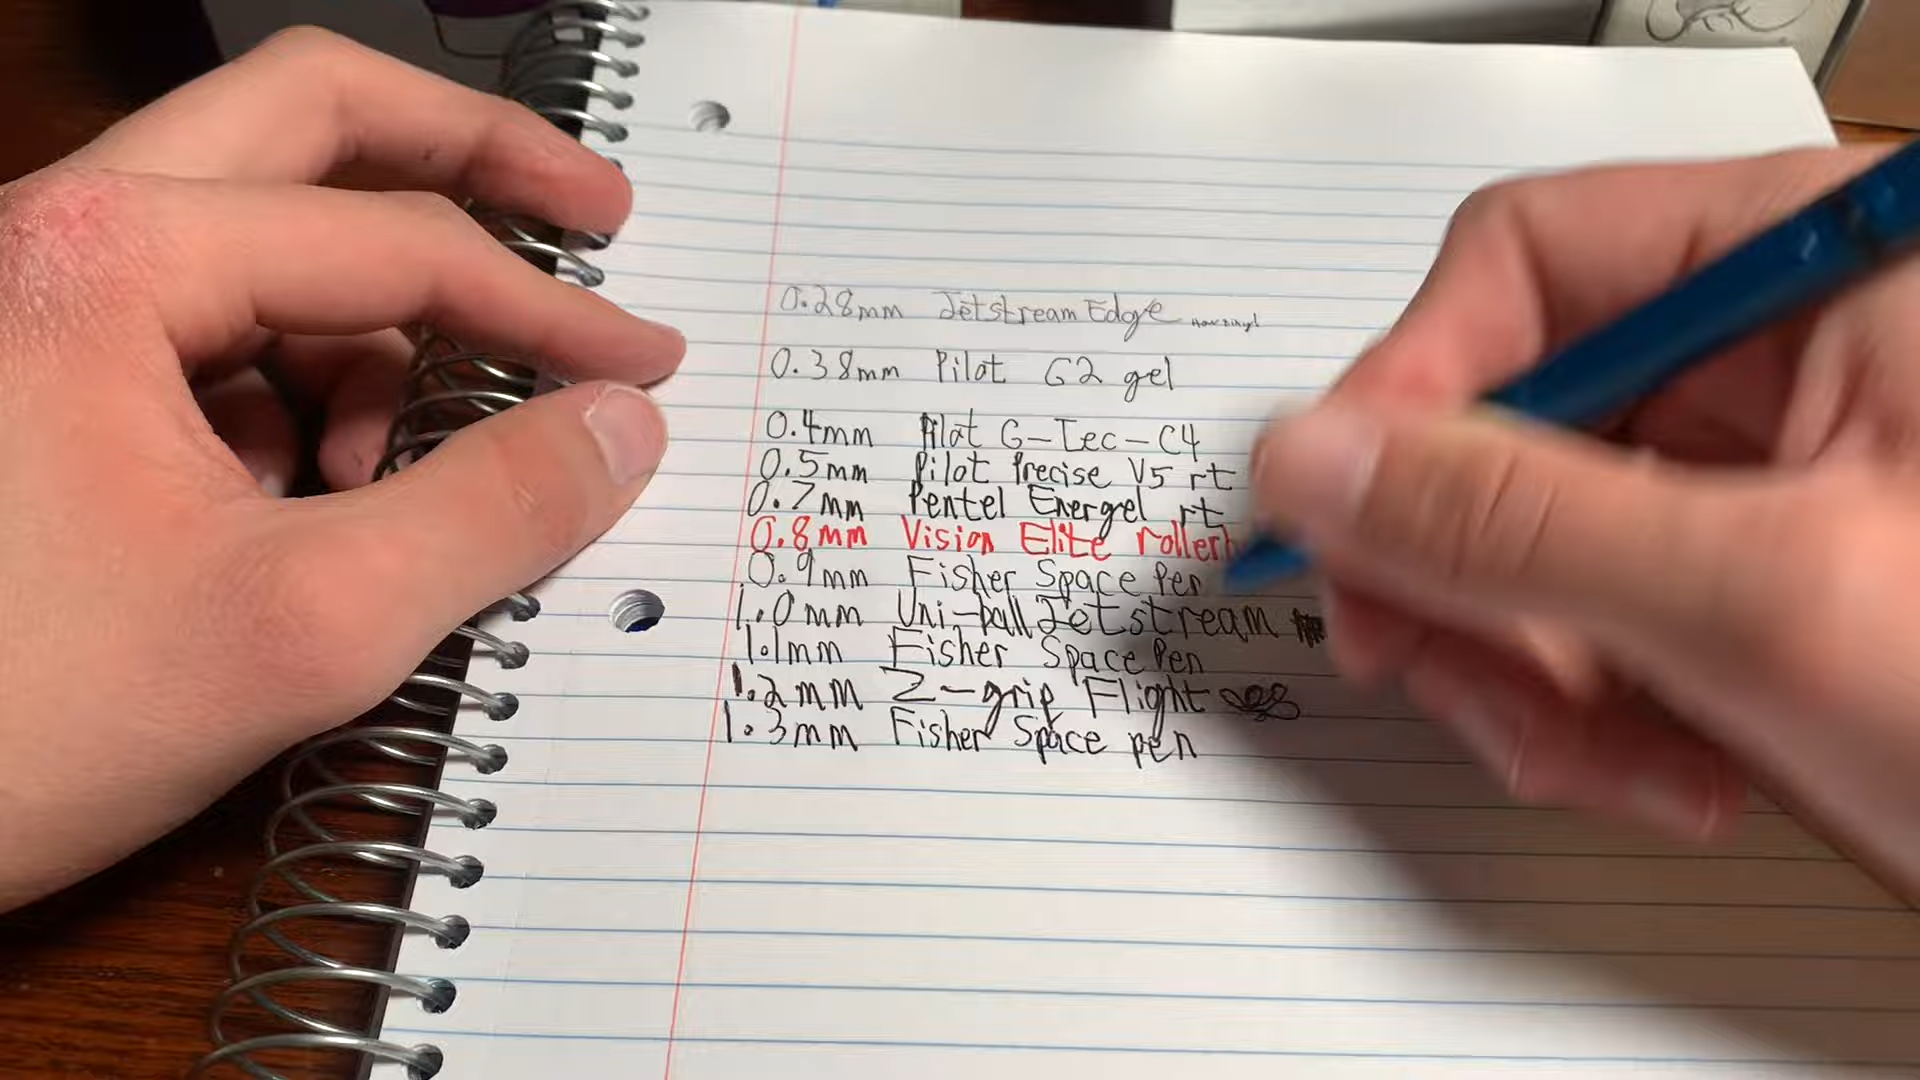 0.28mm Jetstream Edge
0.38mm Pilot G2 gel
0.4mm Pilot G-Tec-C4
0.5mm Pilot Precise V5 rt
0.7mm Pentel Energel rt
0.8mm Vision Elite
0.9mm Fisher Space Pen
1.0mm Uni-ball Jetstream
1.1mm Fisher Space Pen
1.2mm Z-grip Flight
1.3mm Fisher Space pen